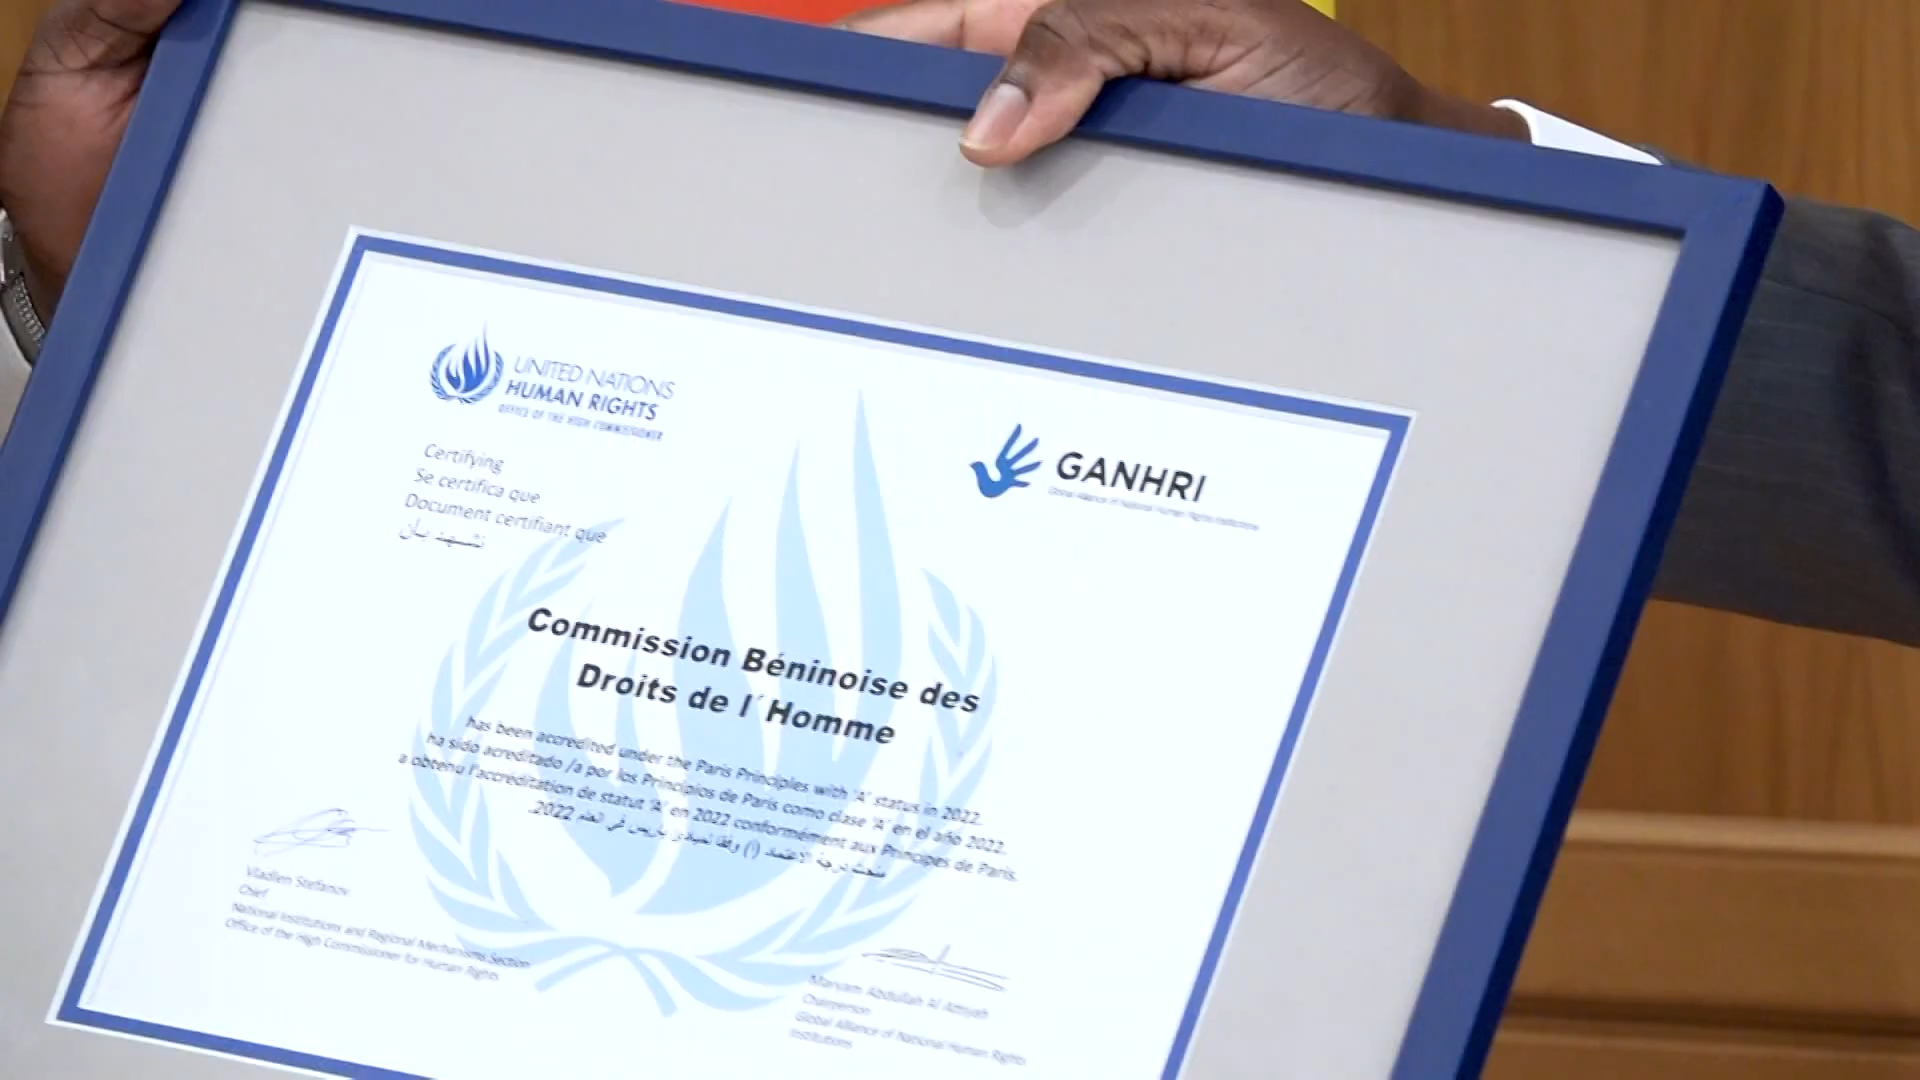 UNITED NATIONS
HUMAN RIGHTS
OFFICE OF THE HIGH COMMISSIONER
GANHRI
Global Alliance of National Human Rights Institutions
Certifying
Se certifica que
Document certifiant que
نشهد بأن
Commission Béninoise des
Droits de l´Homme
has been accredited under the Paris Principles with 'A' status in 2022.
ha sido acreditado /a por los Principios de Paris como clase 'A' en el año 2022.
a obtenu l'accréditation de statut 'A' en 2022 conformément aux Principes de Paris.
Vladlen Stefanov
Chief
National Institutions and Regional Mechanisms Section
Office of the High Commissioner for Human Rights
Maryam Abdullah Al Attiyah
Chairperson
Global Alliance of National Human Rights
Institutions